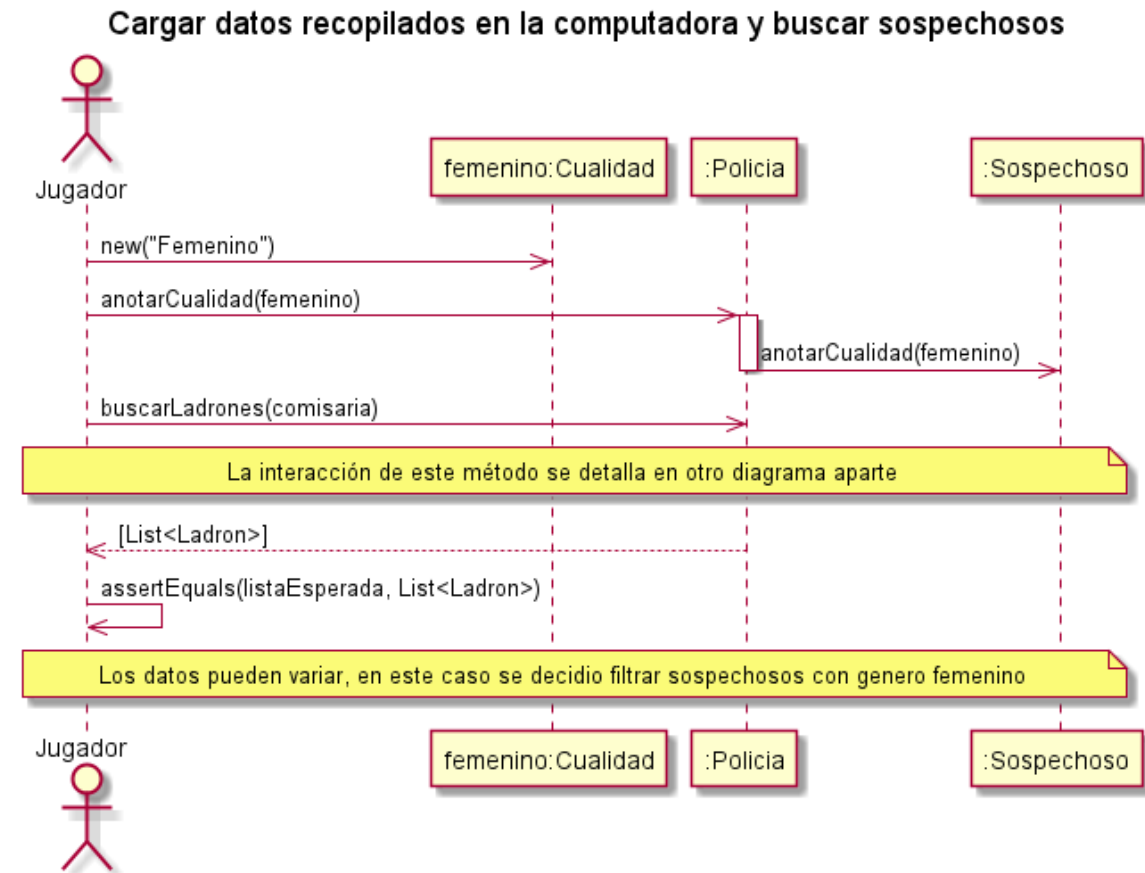 Cargar datos recopilados en la computadora y buscar sospechosos
Jugador
femenino:Cualidad
:Policia
:Sospechoso
new("Femenino")
anotarCualidad(femenino)
anotarCualidad(femenino)
buscarLadrones(comisaria)
La interacción de este método se detalla en otro diagrama aparte
[List<Ladron>]
assertEquals(listaEsperada, List<Ladron>)
Los datos pueden variar, en este caso se decidio filtrar sospechosos con genero femenino
Jugador
femenino:Cualidad
:Policia
:Sospechoso